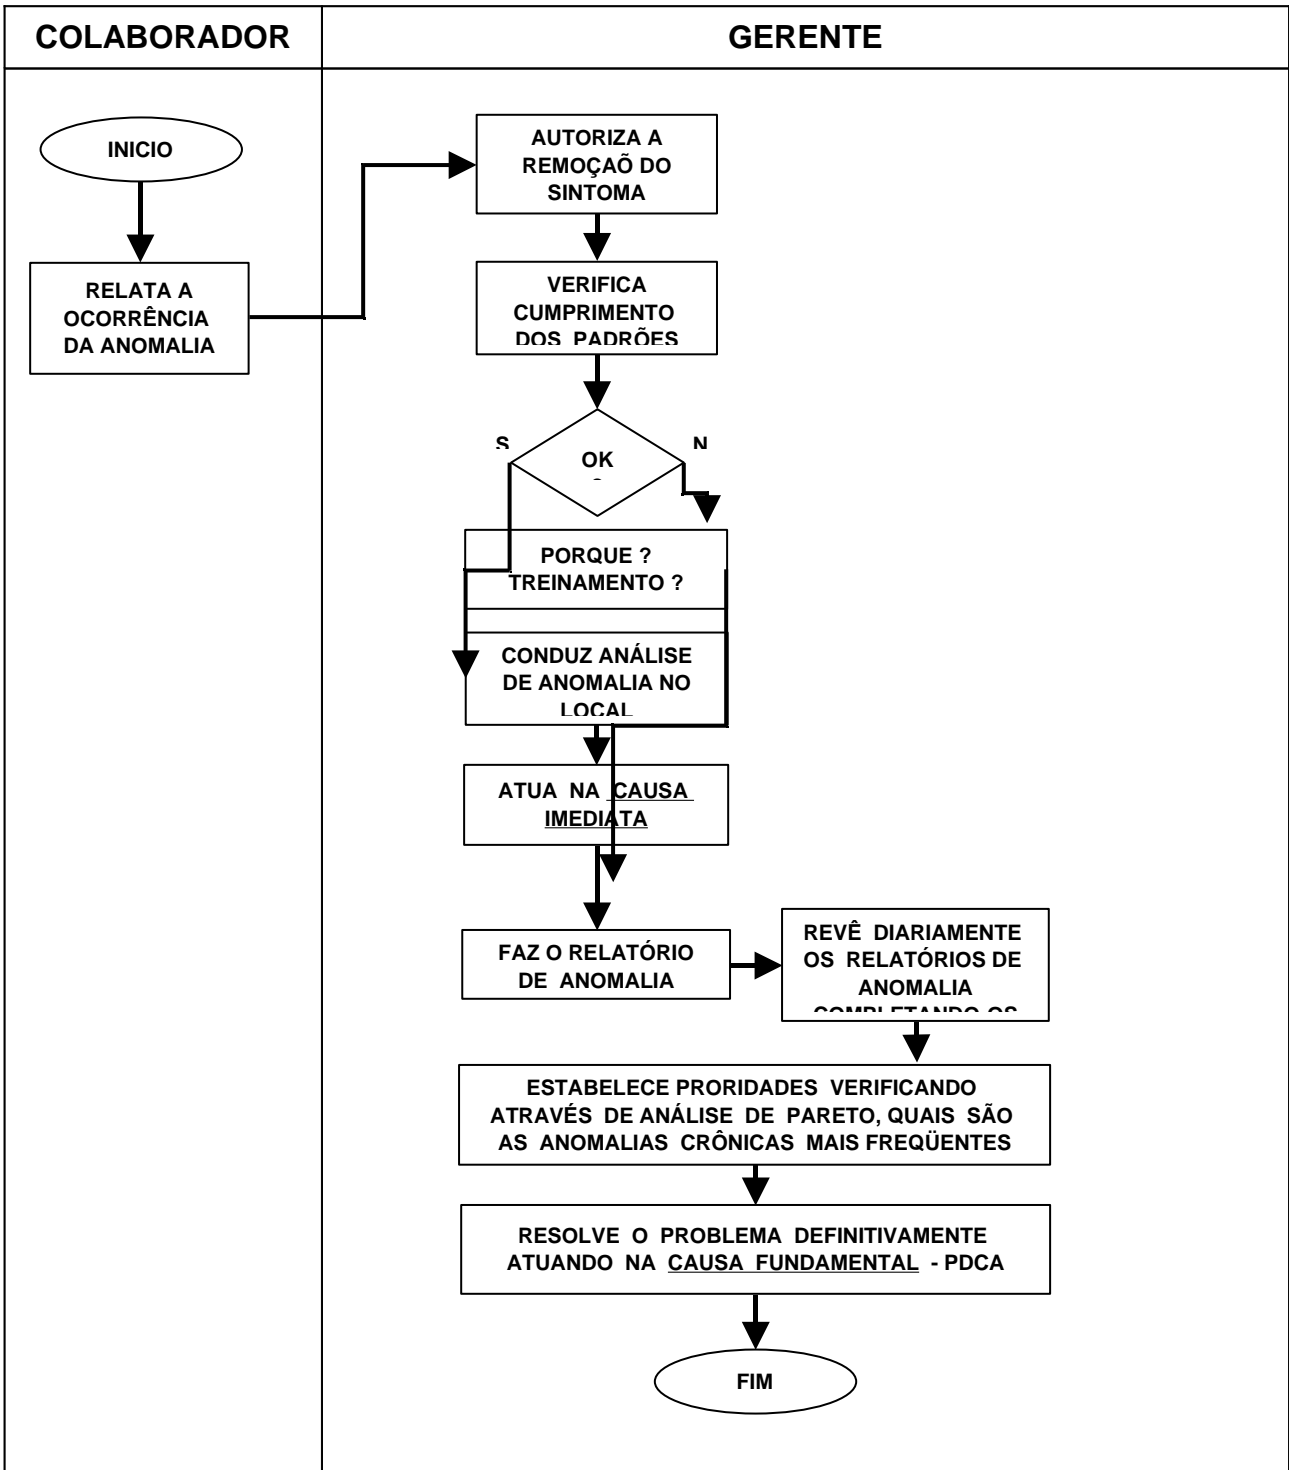 COLABORADOR
GERENTE
INICIO
RELATA A
OCORRÊNCIA
DA ANOMALIA
AUTORIZA A
REMOÇAÕ DO
SINTOMA
VERIFICA
CUMPRIMENTO
DOS PADRÕES
S
N
OK
PORQUE ?
TREINAMENTO ?
CONDUZ ANÁLISE
DE ANOMALIA NO
LOCAL
ATUA NA CAUSA
IMEDIATA
FAZ O RELATÓRIO
DE ANOMALIA
REVÊ DIARIAMENTE
OS RELATÓRIOS DE
ANOMALIA
COMPLETANDO OS
ESTABELECE PRORIDADES VERIFICANDO
ATRAVÉS DE ANÁLISE DE PARETO, QUAIS SÃO
AS ANOMALIAS CRÔNICAS MAIS FREQÜENTES
RESOLVE O PROBLEMA DEFINITIVAMENTE
ATUANDO NA CAUSA FUNDAMENTAL - PDCA
FIM